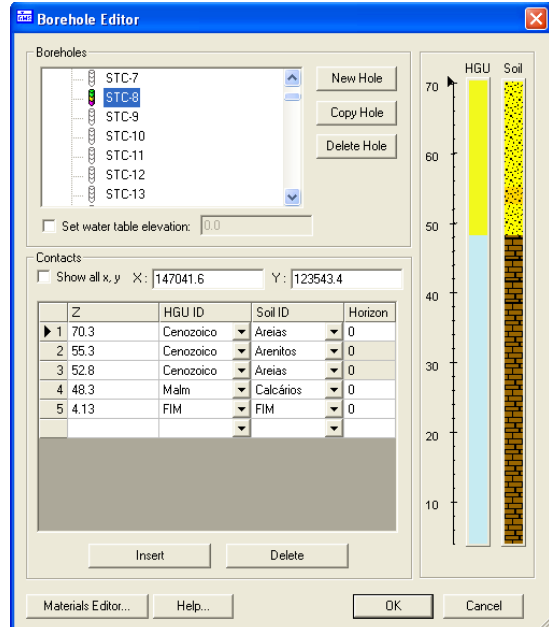 GMS Borehole Editor
Boreholes
STC-7
STC-8
STC-9
STC-10
STC-11
STC-12
STC-13
New Hole
Copy Hole
Delete Hole
Set water table elevation: 0.0
Contacts
Show all x, y X: 147041.6 Y: 123543.4
Z HGU ID Soil ID Horizon
1 70.3 Cenozoico Areias 0
2 55.3 Cenozoico Arenitos 0
3 52.8 Cenozoico Areias 0
4 48.3 Malm Calcários 0
5 4.13 FIM FIM 0
Insert Delete
HGU Soil
70
60
50
40
30
20
10
Materials Editor... Help... OK Cancel